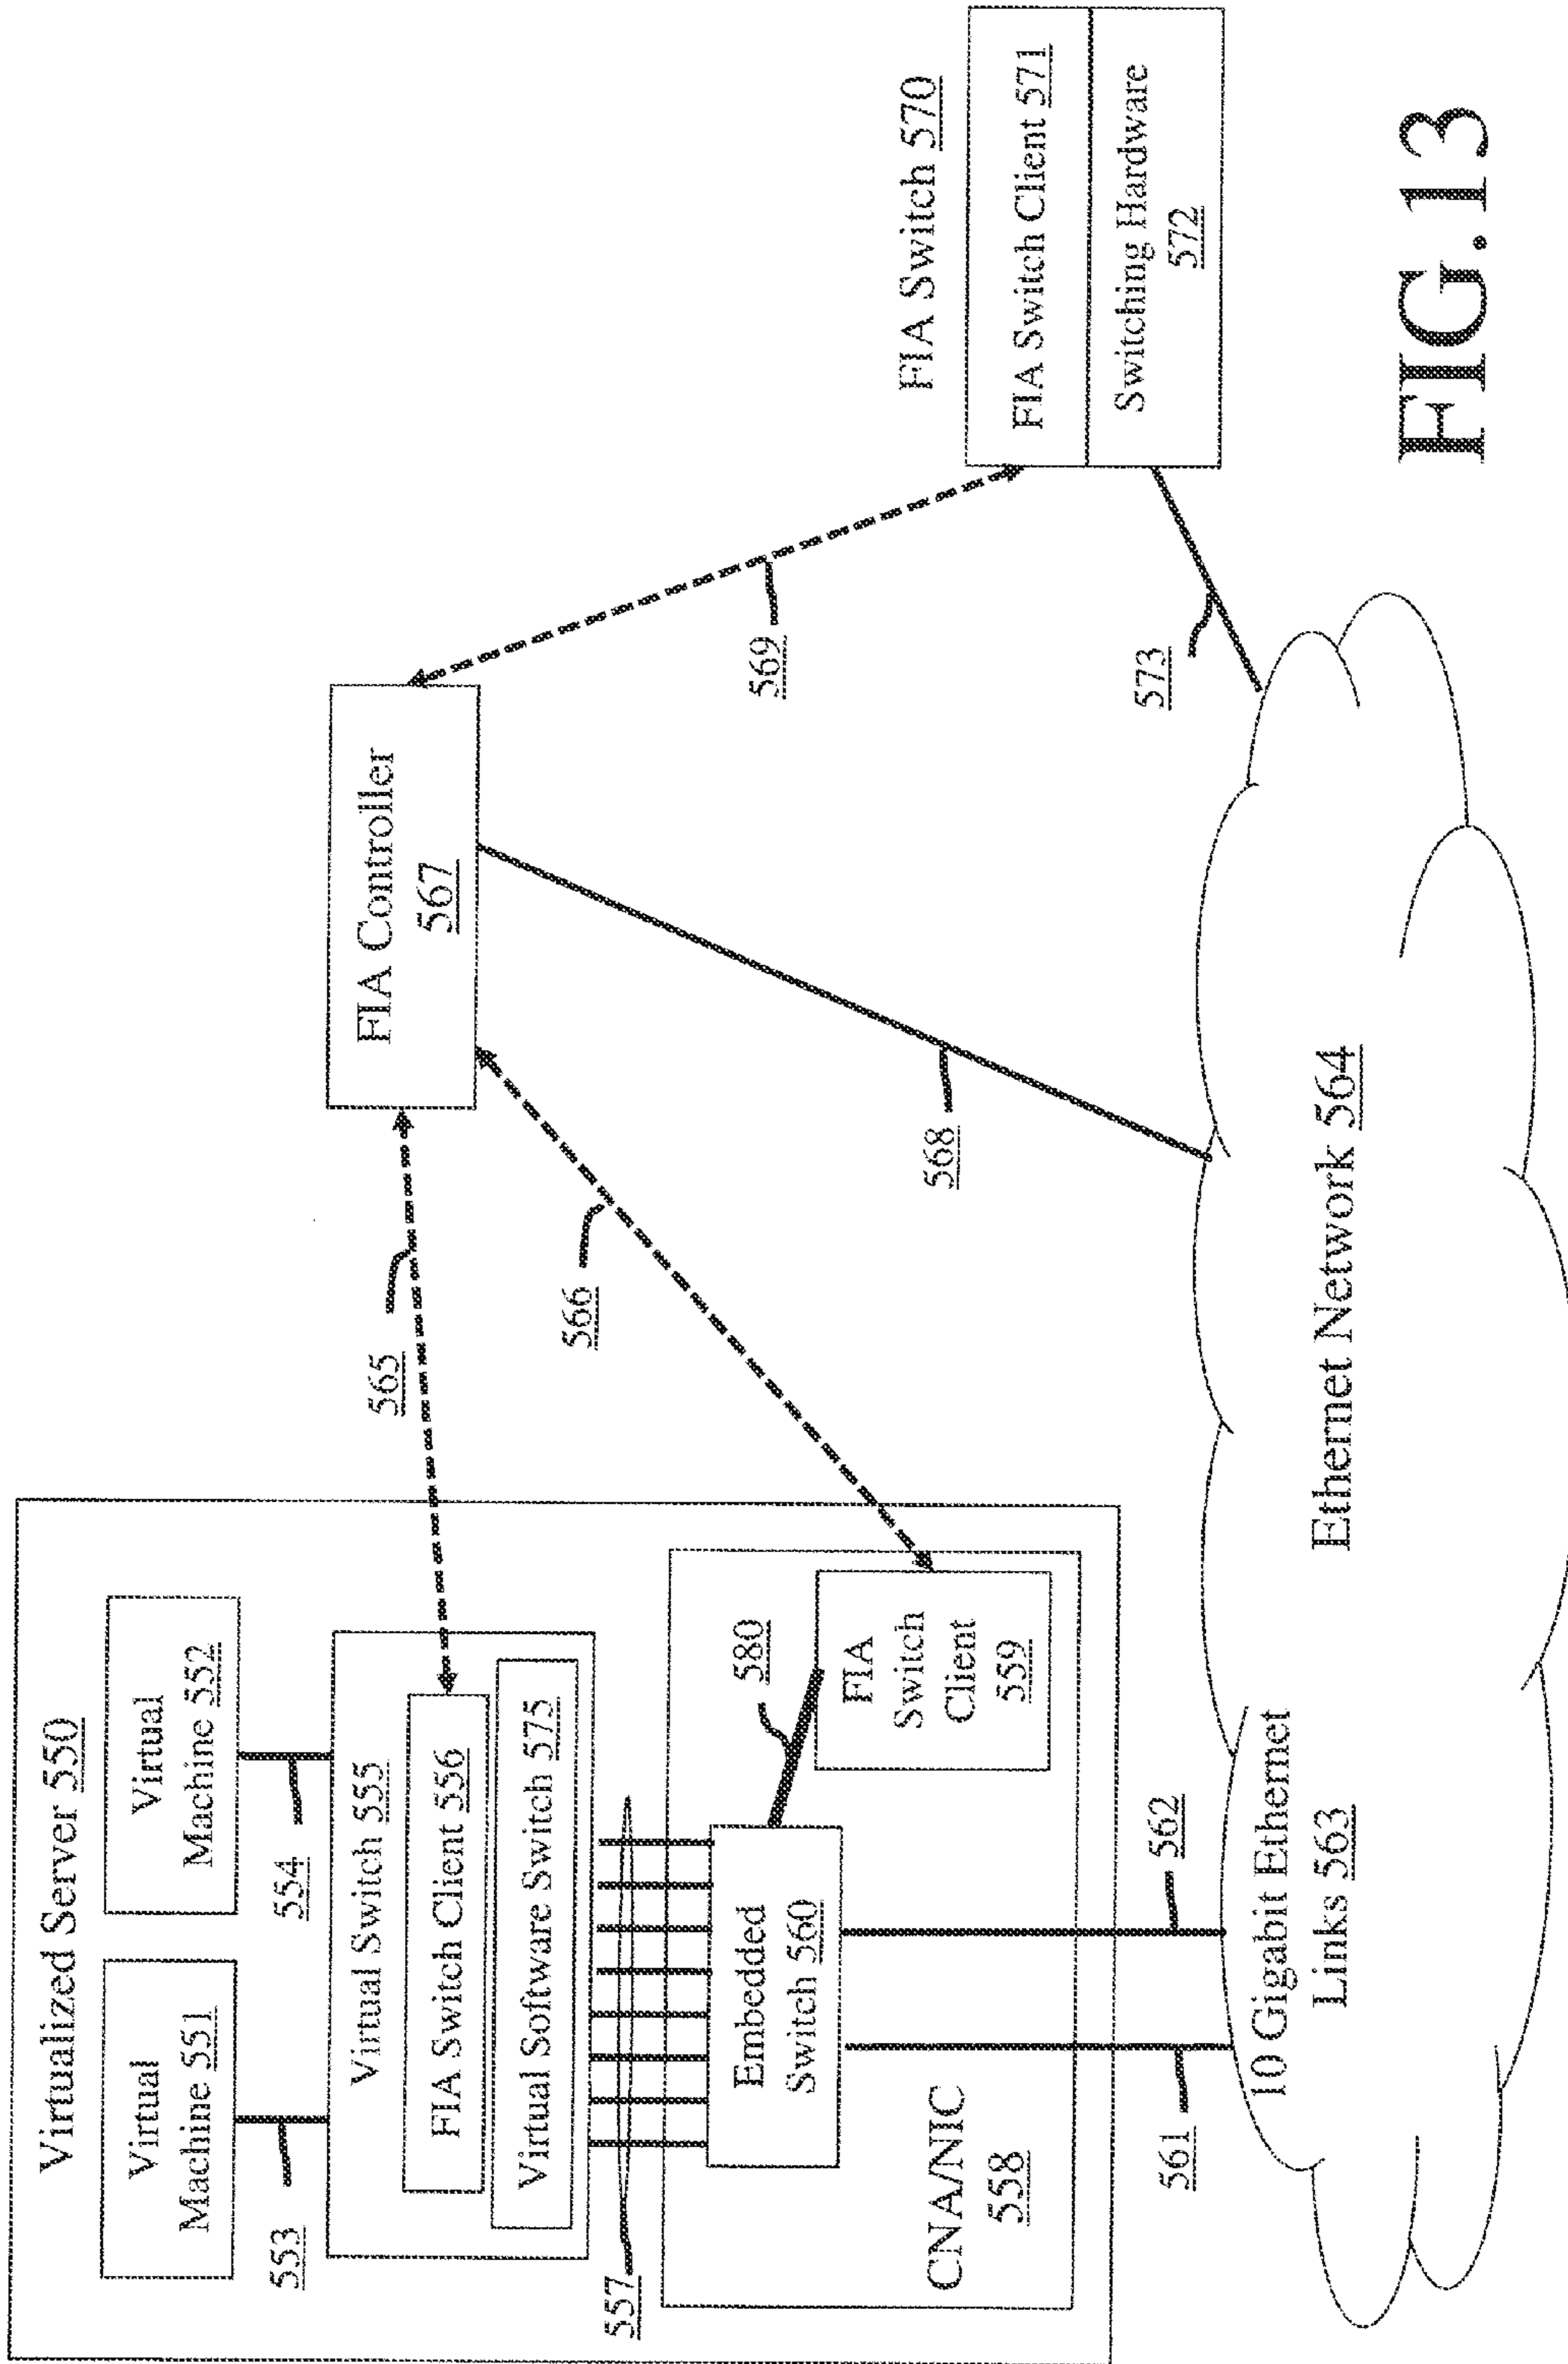 Virtualized Server 550
Virtual
Machine 551
Virtual
Machine 552
553
554
Virtual Switch 555
FIA Switch Client 556
Virtual Software Switch 575
557
Embedded
Switch 560
580
FIA
Switch
Client
559
CNA/NIC
558
561
562
10 Gigabit Ethernet
Links 563
Ethernet Network 564
565
566
FIA Controller
567
568
569
FIA Switch 570
FIA Switch Client 571
Switching Hardware
572
573
FIG.13